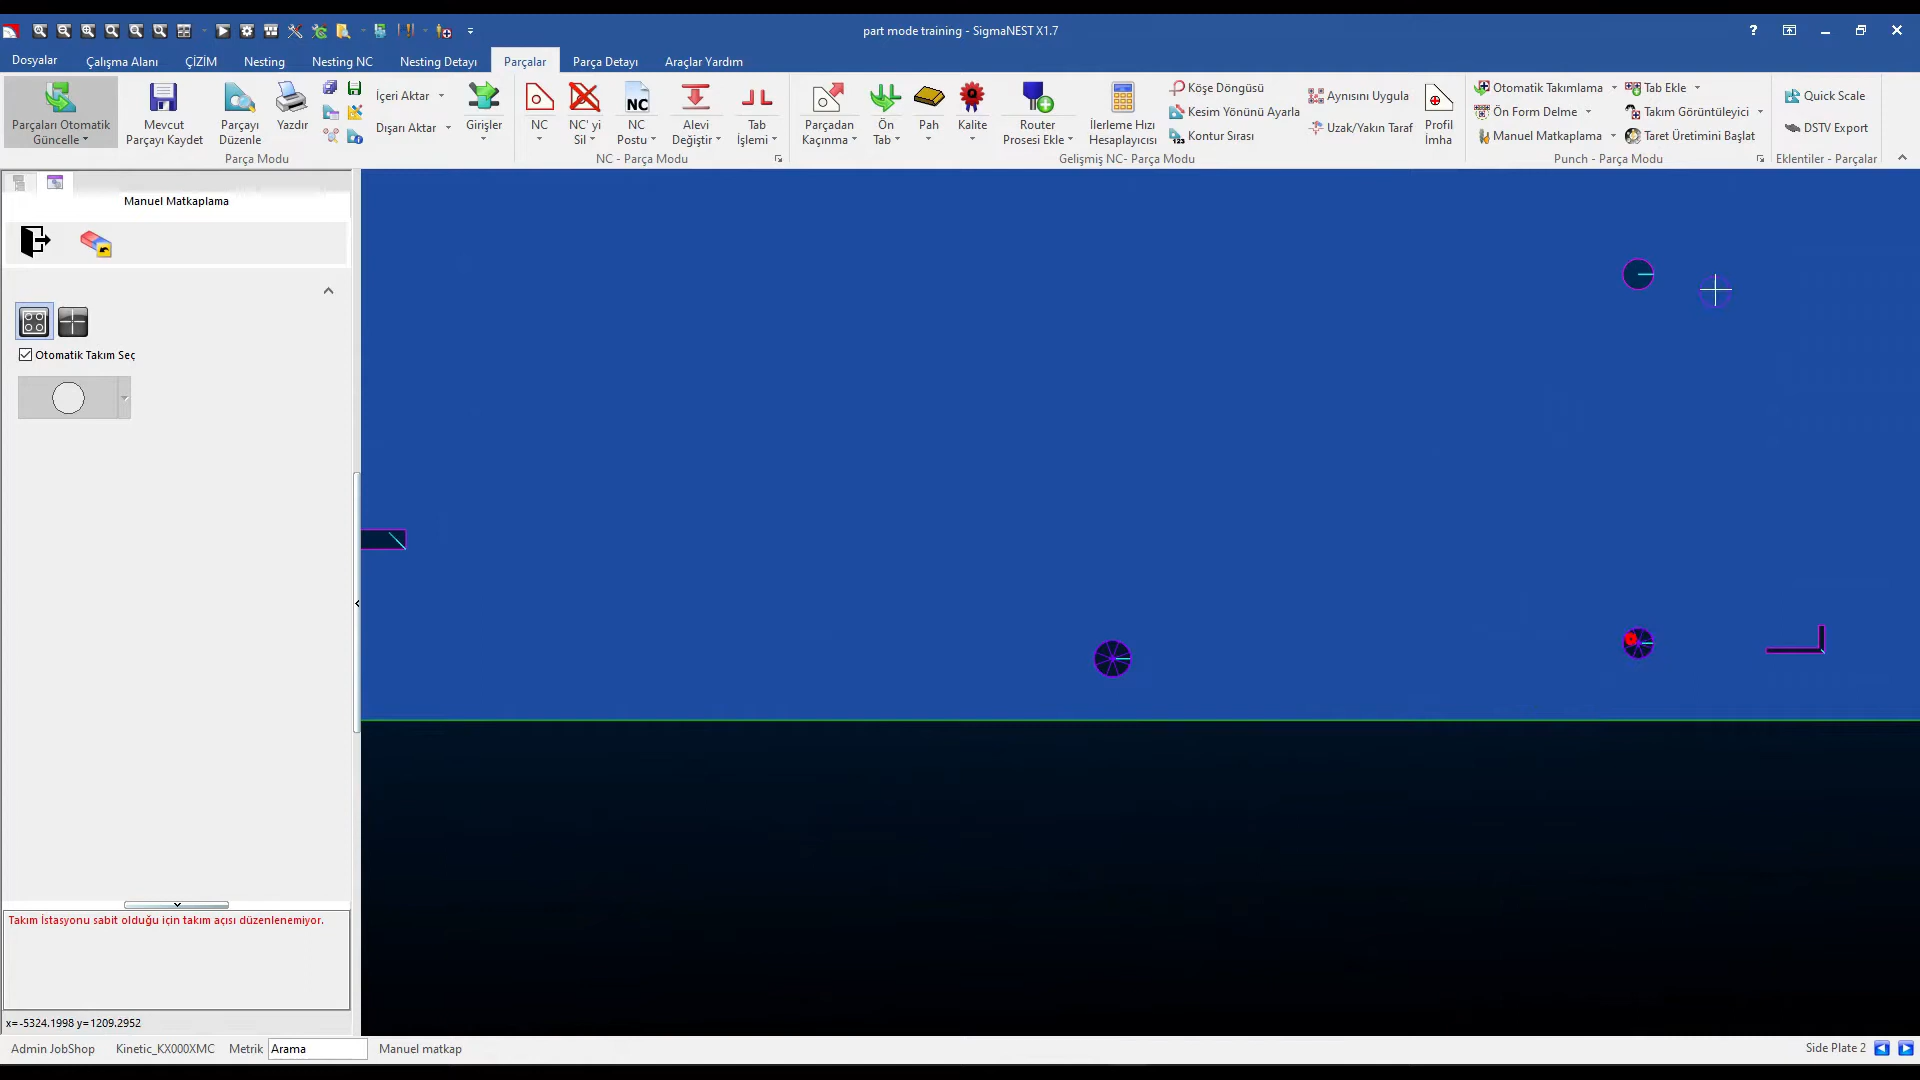 part mode training - SigmaNEST X1.7
?
Dosyalar
Çalışma Alanı
ÇİZİM
Nesting
Nesting NC
Nesting Detayı
Parçalar
Parça Detayı
Araçlar Yardım
Parçaları Otomatik
Güncelle
Mevcut
Parçayı Kaydet
Parçayı
Düzenle
Yazdır
İçeri Aktar
Dışarı Aktar
Girişler
Parça Modu
NC
NC' yi
Sil
NC
NC
Postu
Alevi
Değiştir
Tab
İşlemi
NC - Parça Modu
Parçadan
Kaçınma
Ön
Tab
Pah
Kalite
Router
Prosesi Ekle
İlerleme Hızı
Hesaplayıcısı
Köşe Döngüsü
Kesim Yönünü Ayarla
123
Kontur Sırası
Aynısını Uygula
Uzak/Yakın Taraf
Profil
İmha
Gelişmiş NC- Parça Modu
Otomatik Takımlama
Ön Form Delme
Manuel Matkaplama
Tab Ekle
Takım Görüntüleyici
Taret Üretimini Başlat
Punch - Parça Modu
Quick Scale
DSTV Export
Eklentiler - Parçalar
Manuel Matkaplama
Otomatik Takım Seç
Takım İstasyonu sabit olduğu için takım açısı düzenlenemiyor.
x=-5324.1998 y=1209.2952
Admin JobShop
Kinetic_KX000XMC
Metrik
Arama
Manuel matkap
Side Plate 2